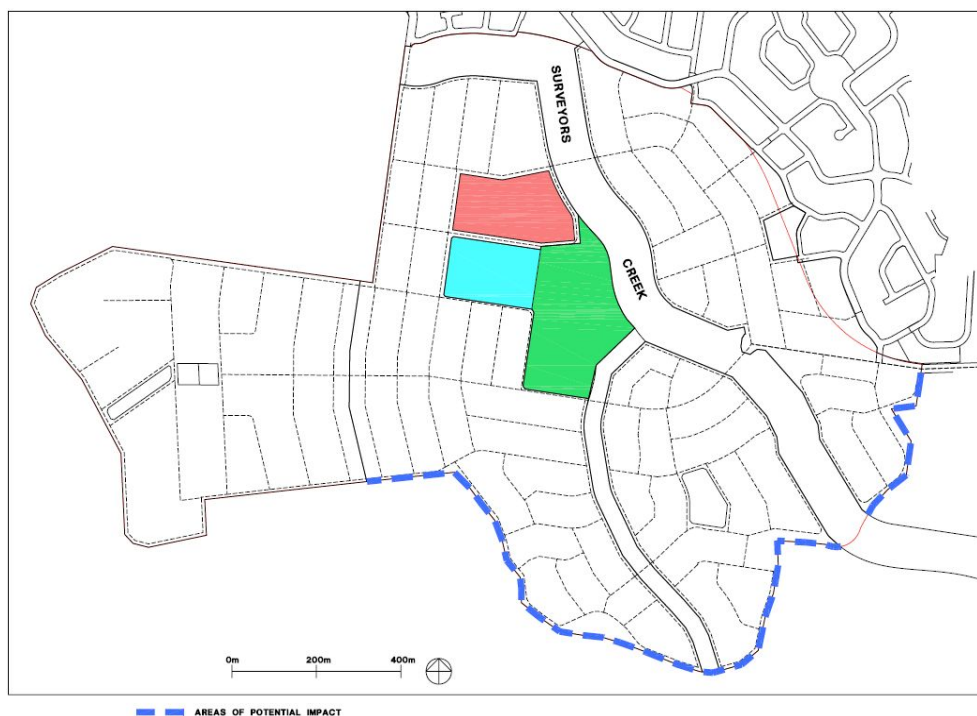 SURVEYORS
CREEK
0m 200m 400m
AREAS OF POTENTIAL IMPACT